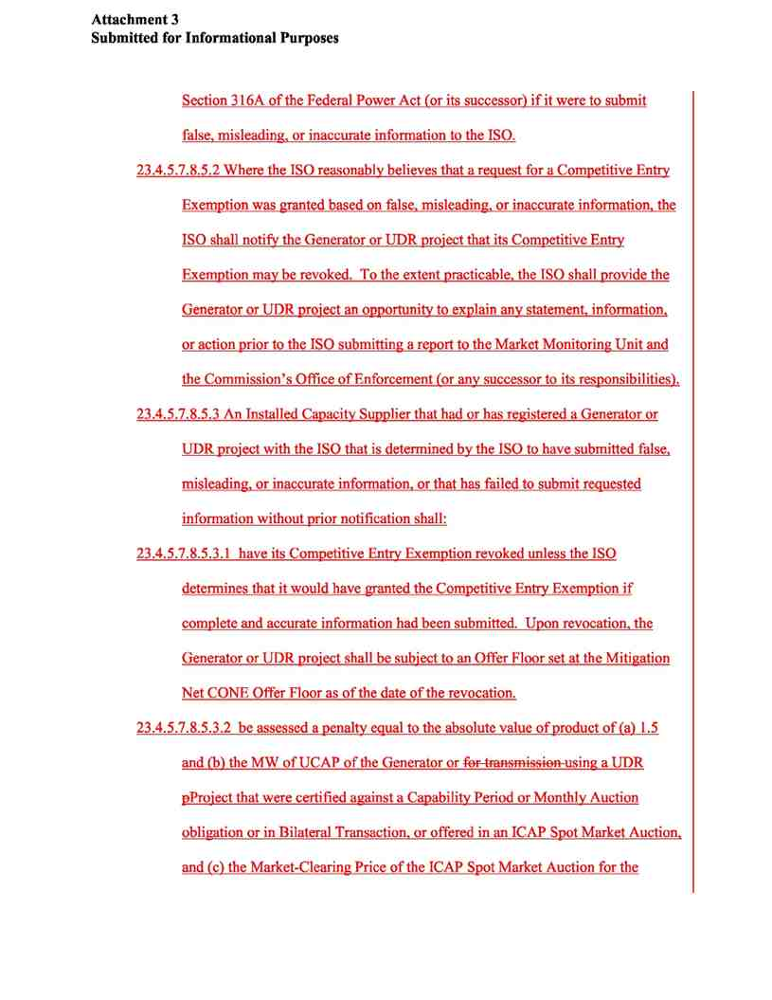 Attachment 3
Submitted for Informational Purposes
Section 316A of the Federal Power Act (or its successor) if it were to submit
false, misleading, or inaccurate information to the ISO.
23.4.5.7.8.5.2 Where the ISO reasonably believes that a request for a Competitive Entry
Exemption was granted based on false, misleading, or inaccurate information, the
ISO shall notify the Generator or UDR project that its Competitive Entry
Exemption may be revoked.  To the extent practicable, the ISO shall provide the
Generator or UDR project an opportunity to explain any statement, information,
or action prior to the ISO submitting a report to the Market Monitoring Unit and
the Commission’s Office of Enforcement (or any successor to its responsibilities).
23.4.5.7.8.5.3 An Installed Capacity Supplier that had or has registered a Generator or
UDR project with the ISO that is determined by the ISO to have submitted false,
misleading, or inaccurate information, or that has failed to submit requested
information without prior notification shall:
23.4.5.7.8.5.3.1  have its Competitive Entry Exemption revoked unless the ISO
determines that it would have granted the Competitive Entry Exemption if
complete and accurate information had been submitted.  Upon revocation, the
Generator or UDR project shall be subject to an Offer Floor set at the Mitigation
Net CONE Offer Floor as of the date of the revocation.
23.4.5.7.8.5.3.2  be assessed a penalty equal to the absolute value of product of (a) 1.5
and (b) the MW of UCAP of the Generator or for transmission using a UDR
pProject that were certified against a Capability Period or Monthly Auction
obligation or in Bilateral Transaction, or offered in an ICAP Spot Market Auction,
and (c) the Market-Clearing Price of the ICAP Spot Market Auction for the